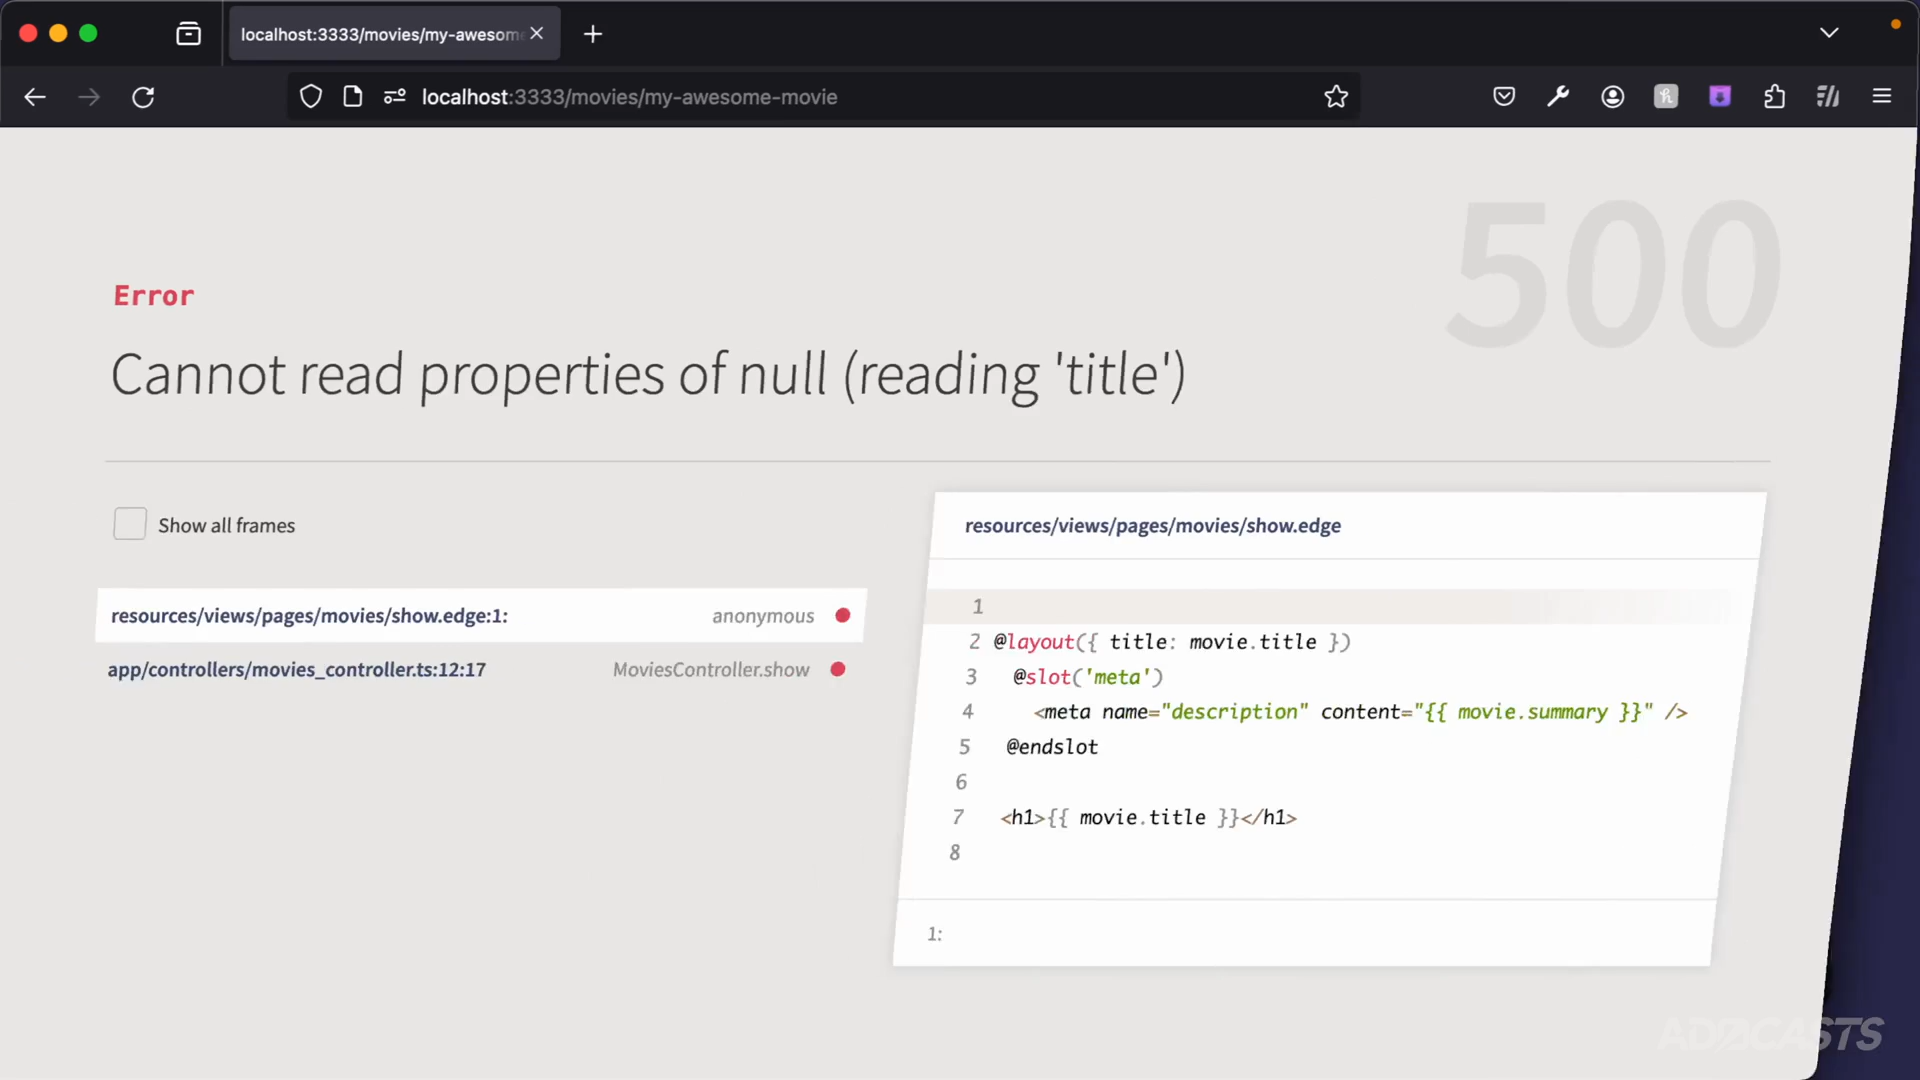 localhost:3333/movies/my-awesom
localhost:3333/movies/my-awesome-movie
500
Error
Cannot read properties of null (reading 'title')
Show all frames
resources/views/pages/movies/show.edge
resources/views/pages/movies/show.edge:1: anonymous
app/controllers/movies_controller.ts:12:17 MoviesController.show
1
2 @layout({ title: movie.title })
3 @slot('meta')
4 <meta name="description" content="{{ movie.summary }}" />
5 @endslot
6
7 <h1>{{ movie.title }}</h1>
8
1:
ADOCASTS